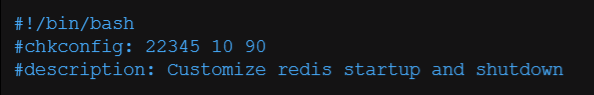 #!/bin/bash
#chkconfig: 22345 10 90
#description: Customize redis startup and shutdown